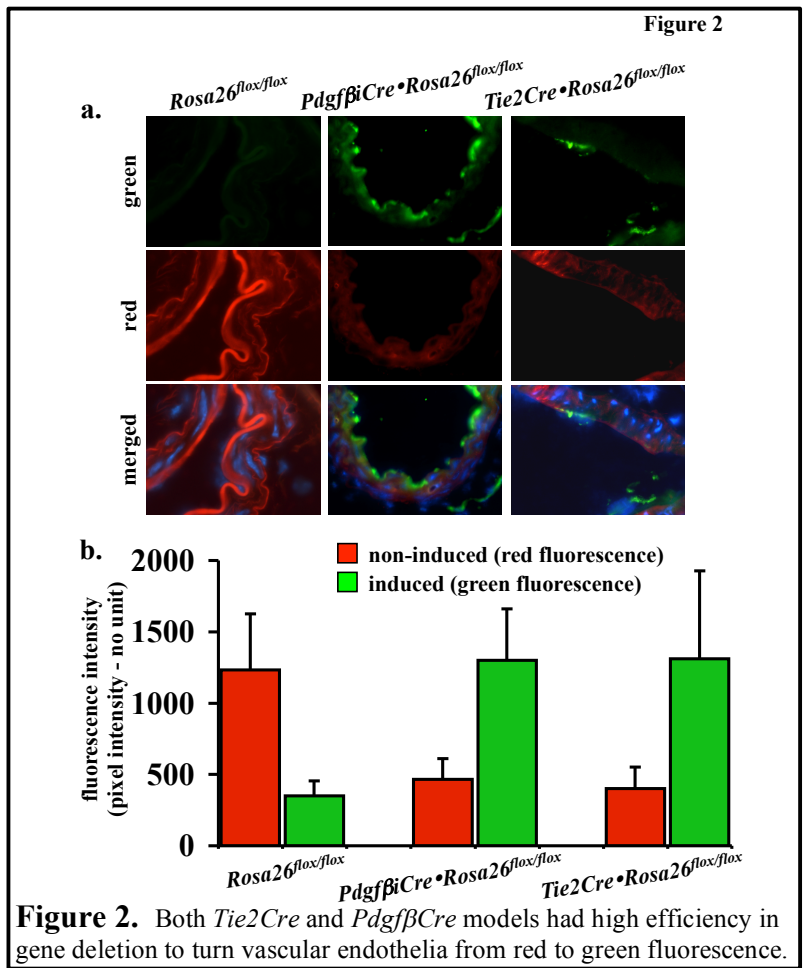 Figure 2
Rosa26flox/flox PdgfβiCre•Rosa26flox/flox Tie2Cre•Rosa26flox/flox
a.
green
red
merged
b.
non-induced (red fluorescence)
induced (green fluorescence)
fluorescence intensity
(pixel intensity - no unit)
2000
1500
1000
500
0
Rosa26flox/flox PdgfβiCre•Rosa26flox/flox Tie2Cre•Rosa26flox/flox
Figure 2. Both Tie2Cre and PdgfβCre models had high efficiency in
gene deletion to turn vascular endothelia from red to green fluorescence.